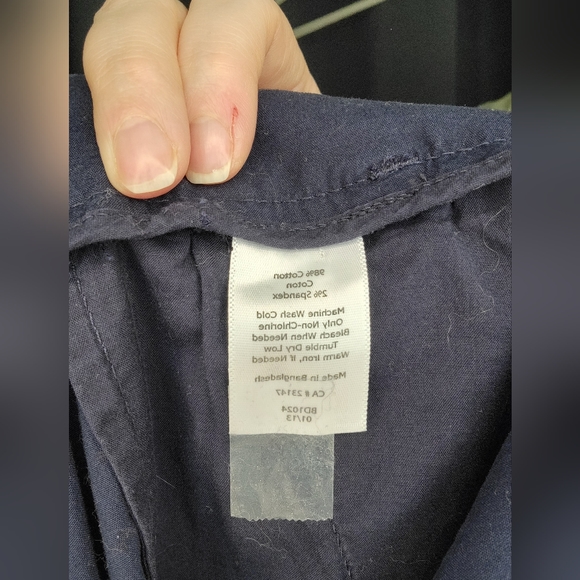 98% Cotton
Coton
2% Spandex
Machine Wash Cold
Only Non-Chlorine
Bleach When Needed
Tumble Dry Low
Warm Iron, If Needed
Made in Bangladesh
CA # 23147
BD1024
01/13